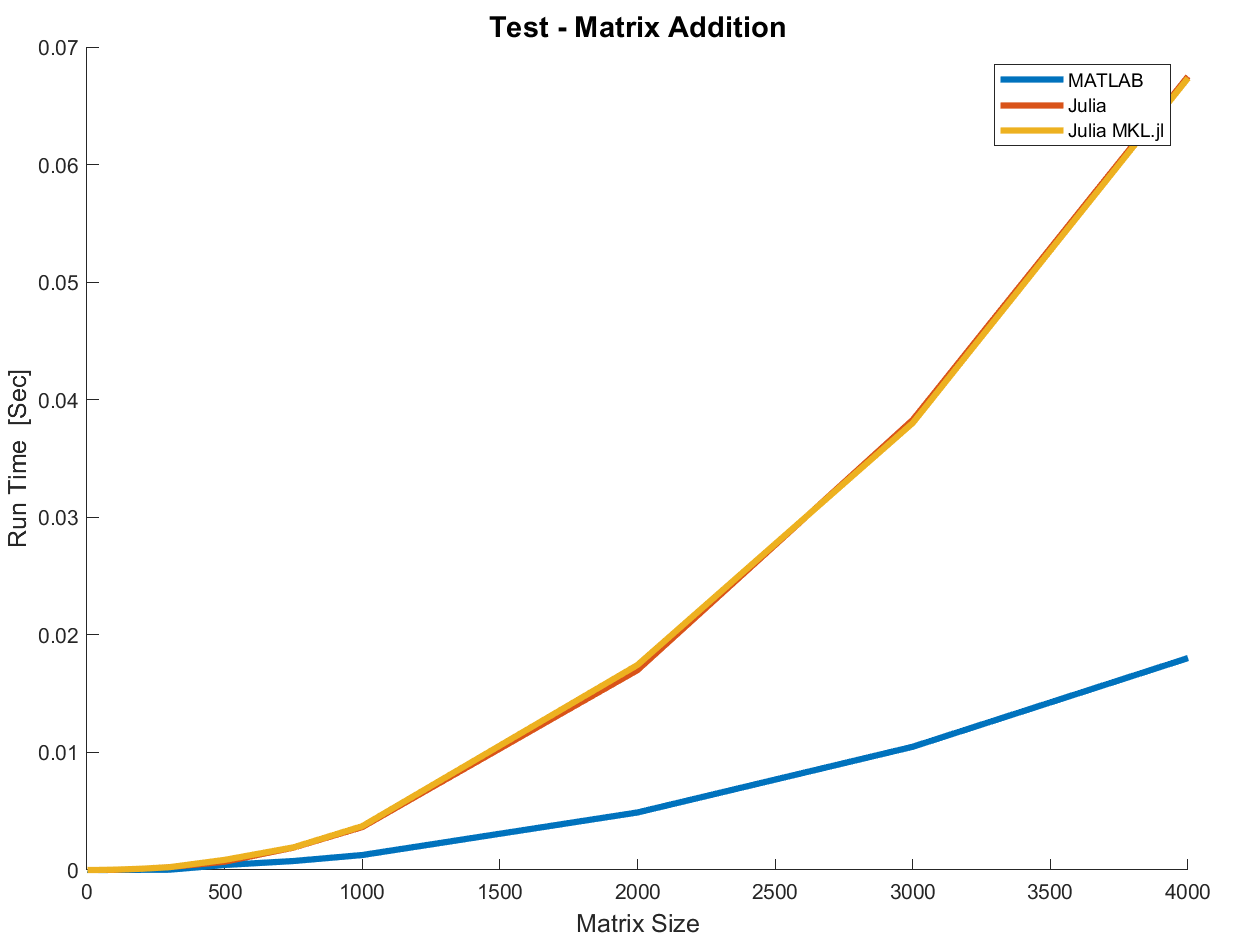 Test - Matrix Addition
MATLAB
Julia
Julia MKL.jl
Run Time [Sec]
0.07
0.06
0.05
0.04
0.03
0.02
0.01
0
0 500 1000 1500 2000 2500 3000 3500 4000
Matrix Size